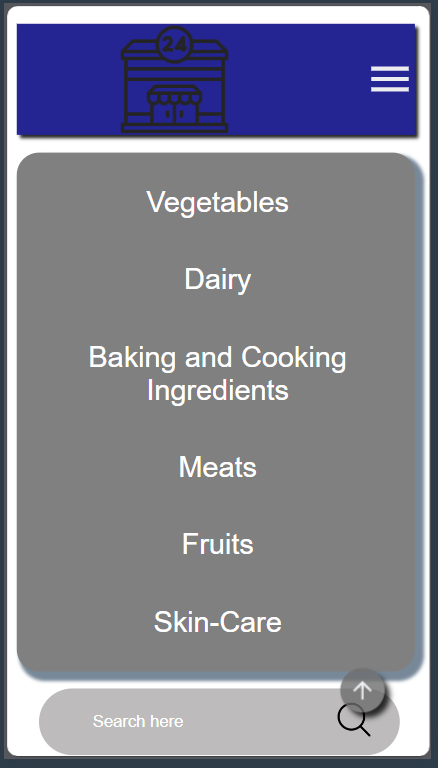 24
Vegetables
Dairy
Baking and Cooking
Ingredients
Meats
Fruits
Skin-Care
Search here